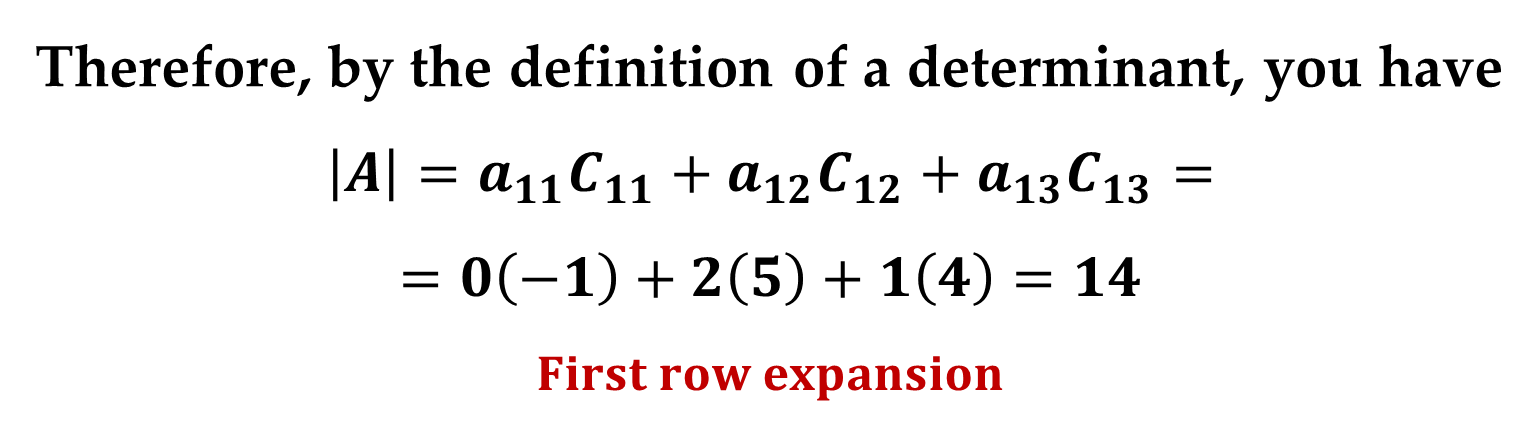 Therefore, by the definition of a determinant, you have
|A| = a₁₁C₁₁ + a₁₂C₁₂ + a₁₃C₁₃ =
= 0(−1) + 2(5) + 1(4) = 14
First row expansion